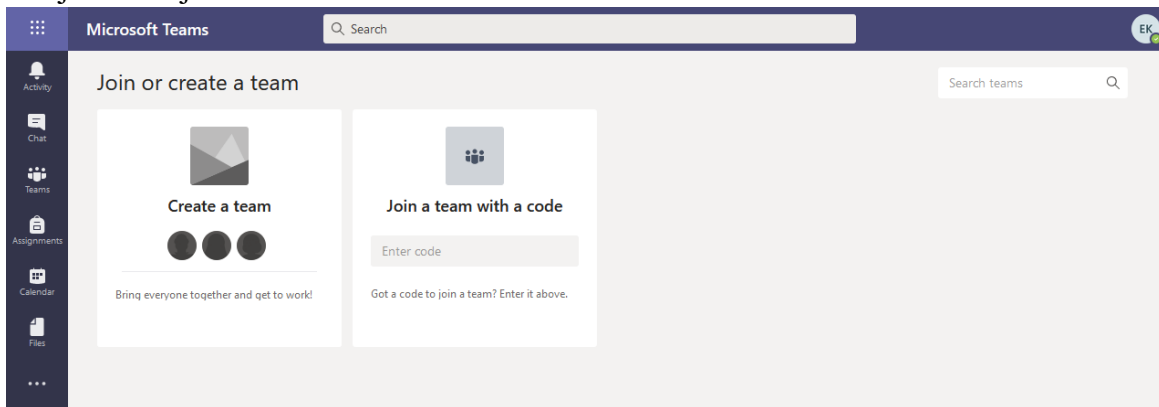 Microsoft Teams
Search
EK
Activity
Chat
Teams
Assignments
Calendar
Files
Join or create a team
Search teams
Create a team
Bring everyone together and get to work!
Join a team with a code
Enter code
Got a code to join a team? Enter it above.